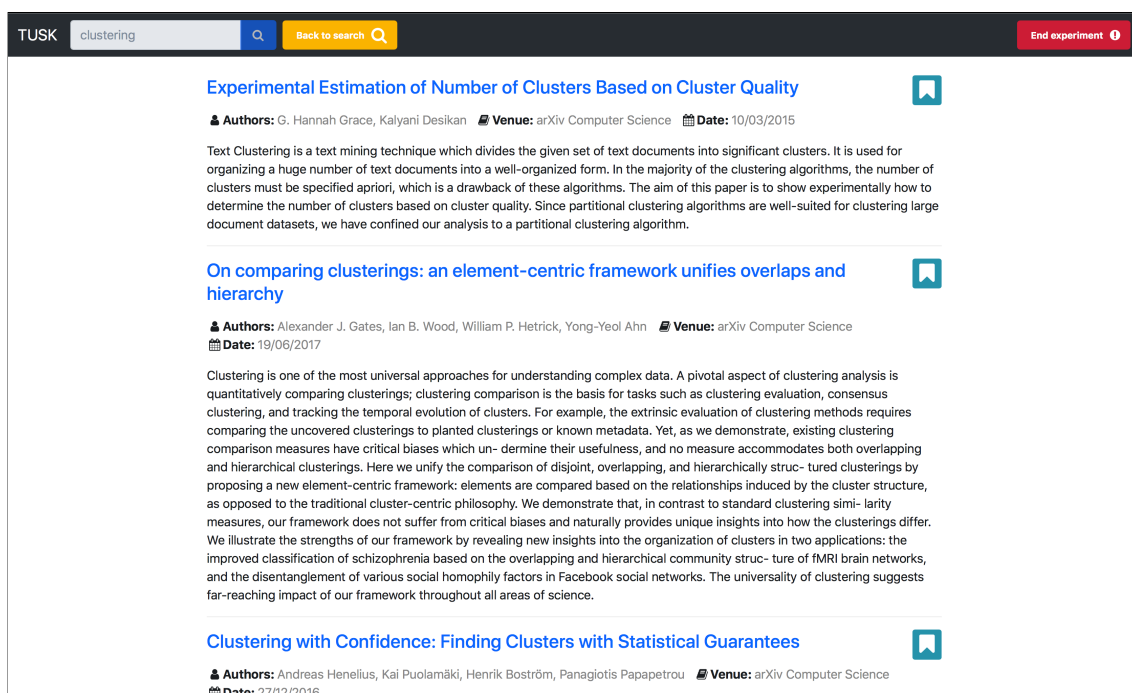 TUSK clustering Back to search End experiment
Experimental Estimation of Number of Clusters Based on Cluster Quality
Authors: G. Hannah Grace, Kalyani Desikan Venue: arXiv Computer Science Date: 10/03/2015
Text Clustering is a text mining technique which divides the given set of text documents into significant clusters. It is used for
organizing a huge number of text documents into a well-organized form. In the majority of the clustering algorithms, the number of
clusters must be specified apriori, which is a drawback of these algorithms. The aim of this paper is to show experimentally how to
determine the number of clusters based on cluster quality. Since partitional clustering algorithms are well-suited for clustering large
document datasets, we have confined our analysis to a partitional clustering algorithm.
On comparing clusterings: an element-centric framework unifies overlaps and
hierarchy
Authors: Alexander J. Gates, Ian B. Wood, William P. Hetrick, Yong-Yeol Ahn Venue: arXiv Computer Science
Date: 19/06/2017
Clustering is one of the most universal approaches for understanding complex data. A pivotal aspect of clustering analysis is
quantitatively comparing clusterings; clustering comparison is the basis for tasks such as clustering evaluation, consensus
clustering, and tracking the temporal evolution of clusters. For example, the extrinsic evaluation of clustering methods requires
comparing the uncovered clusterings to planted clusterings or known metadata. Yet, as we demonstrate, existing clustering
comparison measures have critical biases which un- dermine their usefulness, and no measure accommodates both overlapping
and hierarchical clusterings. Here we unify the comparison of disjoint, overlapping, and hierarchically struc- tured clusterings by
proposing a new element-centric framework: elements are compared based on the relationships induced by the cluster structure,
as opposed to the traditional cluster-centric philosophy. We demonstrate that, in contrast to standard clustering simi- larity
measures, our framework does not suffer from critical biases and naturally provides unique insights into how the clusterings differ.
We illustrate the strengths of our framework by revealing new insights into the organization of clusters in two applications: the
improved classification of schizophrenia based on the overlapping and hierarchical community struc- ture of fMRI brain networks,
and the disentanglement of various social homophily factors in Facebook social networks. The universality of clustering suggests
far-reaching impact of our framework throughout all areas of science.
Clustering with Confidence: Finding Clusters with Statistical Guarantees
Authors: Andreas Henelius, Kai Puolamäki, Henrik Boström, Panagiotis Papapetrou Venue: arXiv Computer Science
Date: 27/12/2016